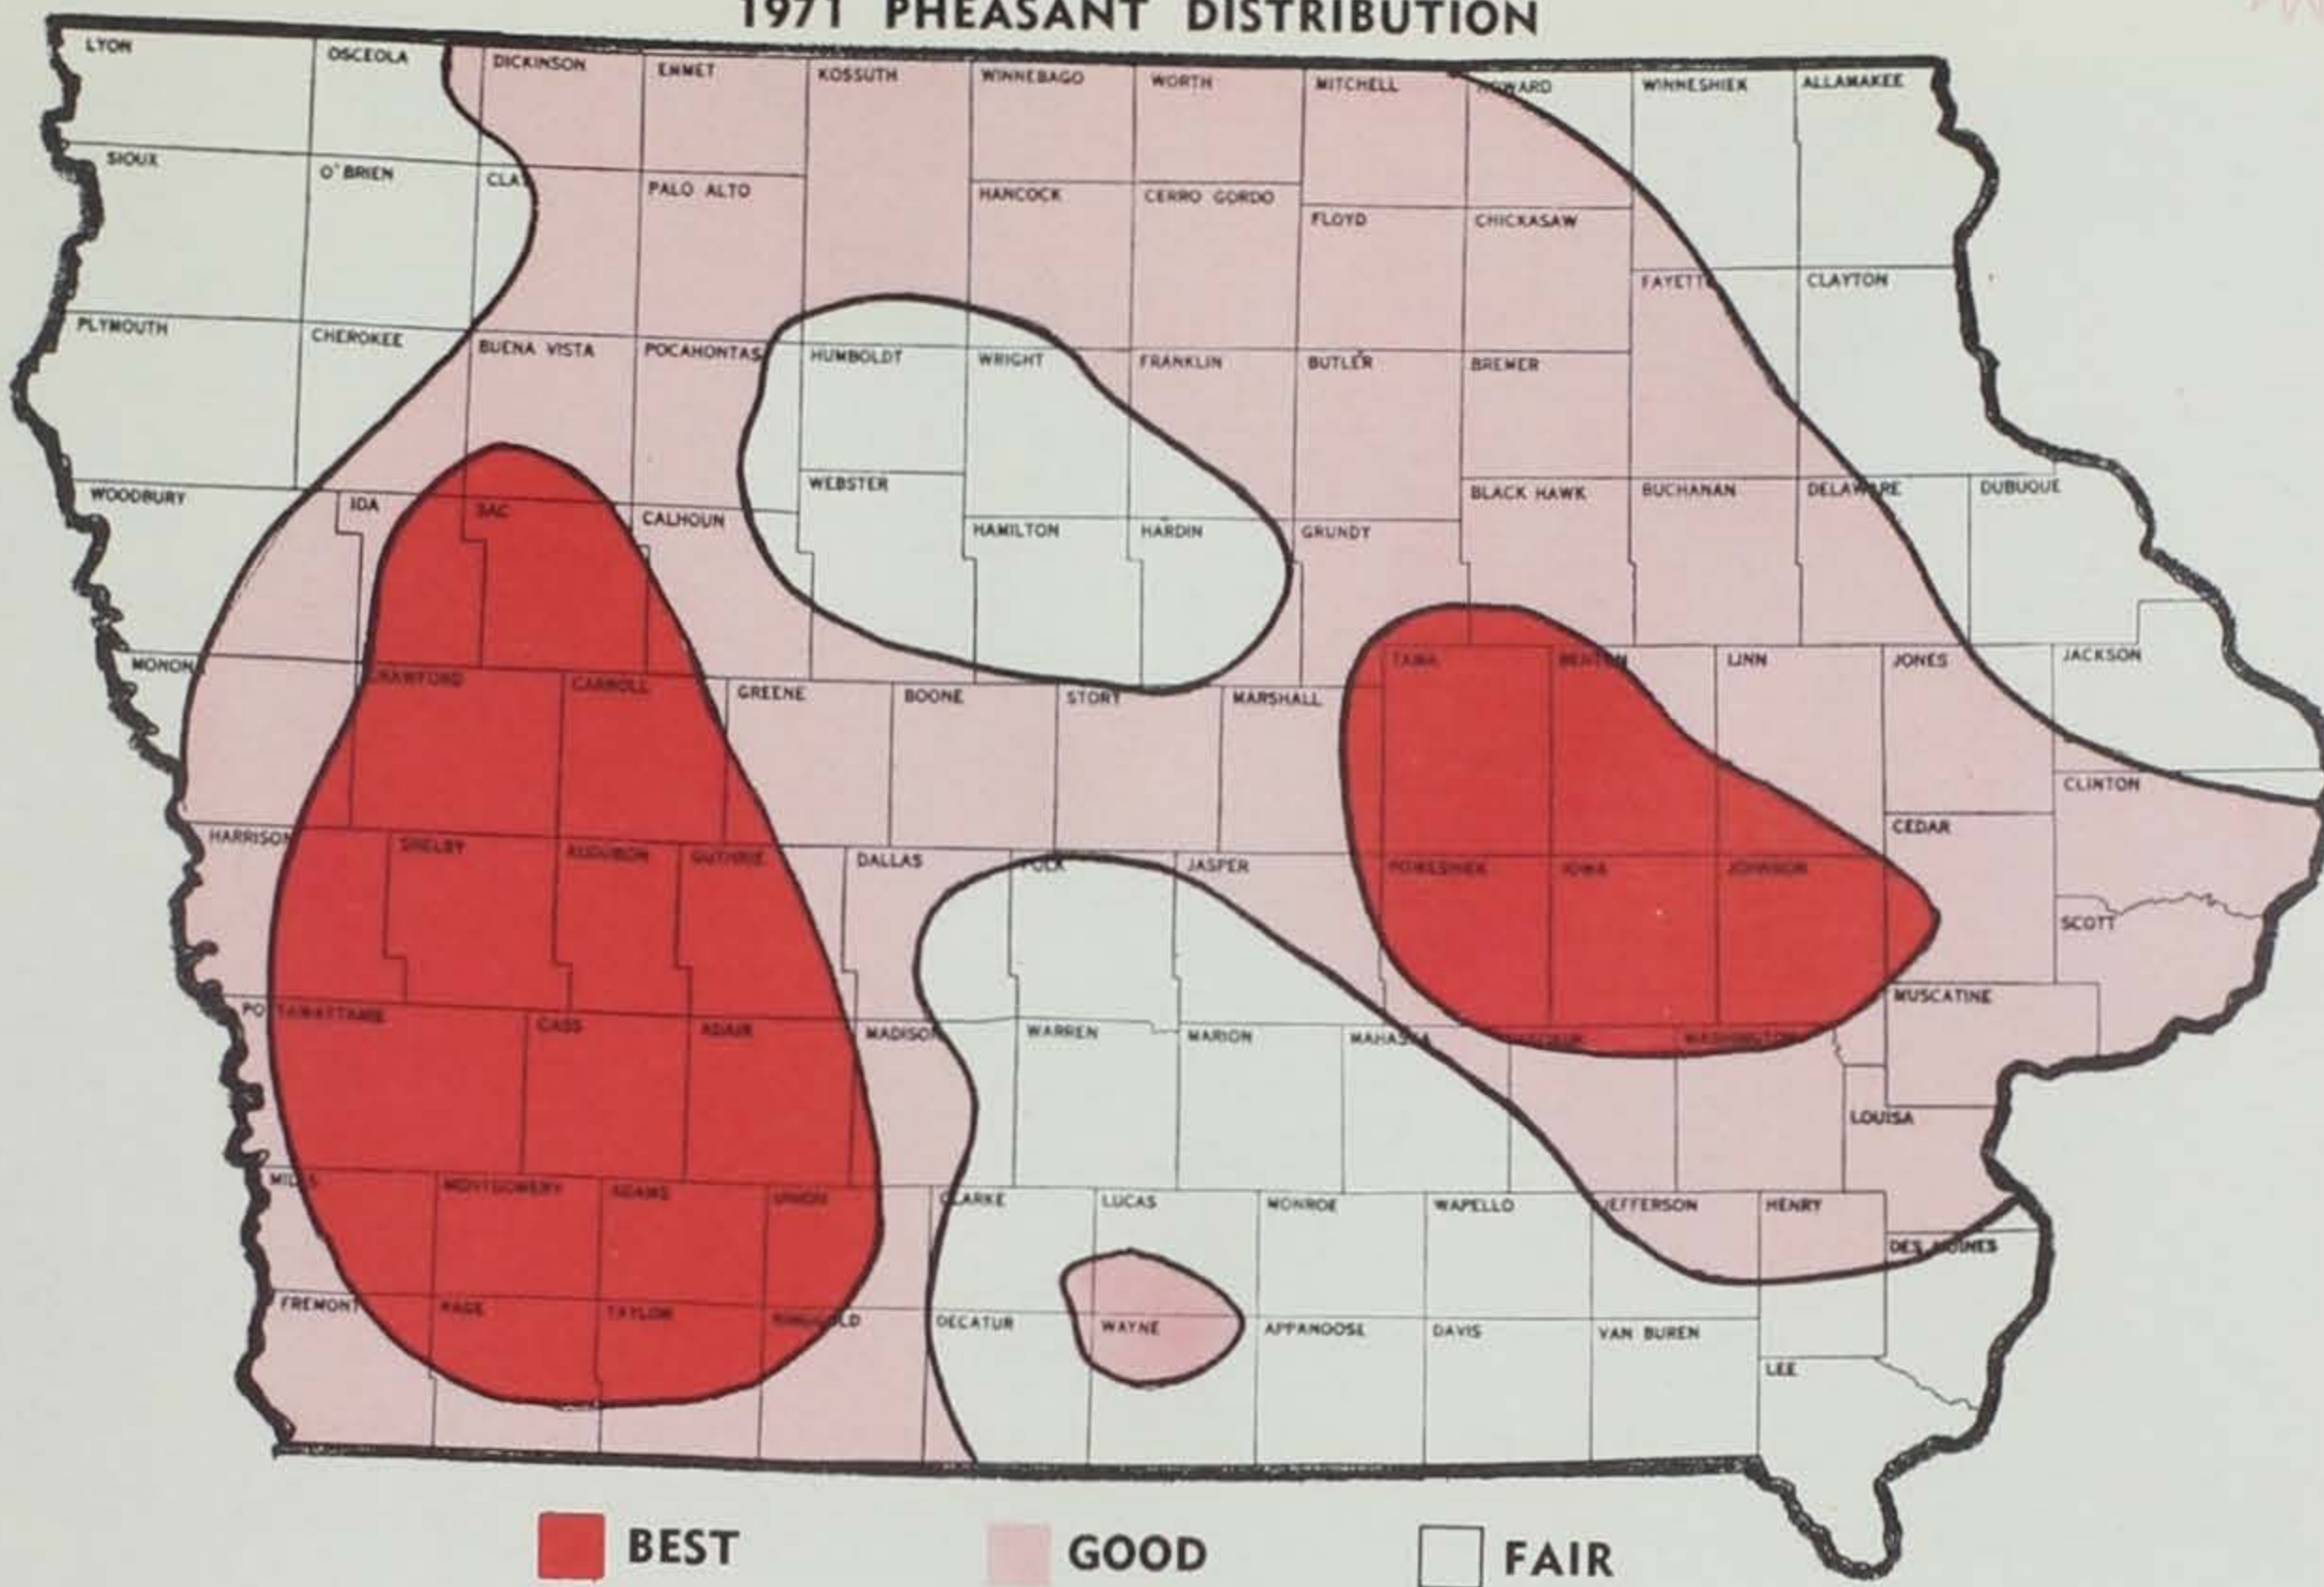 1971 PHEASANT DISTRIBUTION
LYON
OSCEOLA
DICKINSON
EMMET
KOSSUTH
WINNEBAGO
WORTH
MITCHELL
HOWARD
WINNESHIEK
ALLAMAKEE
SIOUX
O'BRIEN
CLAY
PALO ALTO
HANCOCK
CERRO GORDO
FLOYD
CHICKASAW
FAYETTE
CLAYTON
PLYMOUTH
CHEROKEE
BUENA VISTA
POCAHONTAS
HUMBOLDT
WRIGHT
FRANKLIN
BUTLER
BREMER
WOODBURY
IDA
SAC
CALHOUN
WEBSTER
HAMILTON
HARDIN
GRUNDY
BLACK HAWK
BUCHANAN
DELAWARE
DUBUQUE
MONONA
CRAWFORD
CARROLL
GREENE
BOONE
STORY
MARSHALL
TAMA
BENTON
LINN
JONES
JACKSON
CLINTON
HARRISON
SHELBY
AUDUBON
GUTHRIE
DALLAS
POLK
JASPER
POWESHIEK
IOWA
JOHNSON
CEDAR
SCOTT
POTTAWATTAMIE
CASS
ADAIR
MADISON
WARREN
MARION
MAHASKA
KEOKUK
WASHINGTON
MUSCATINE
LOUISA
MILLS
MONTGOMERY
ADAMS
UNION
CLARKE
LUCAS
MONROE
WAPELLO
JEFFERSON
HENRY
DES MOINES
FREMONT
PAGE
TAYLOR
RINGGOLD
DECATUR
WAYNE
APPANOOSE
DAVIS
VAN BUREN
LEE
BEST
GOOD
FAIR